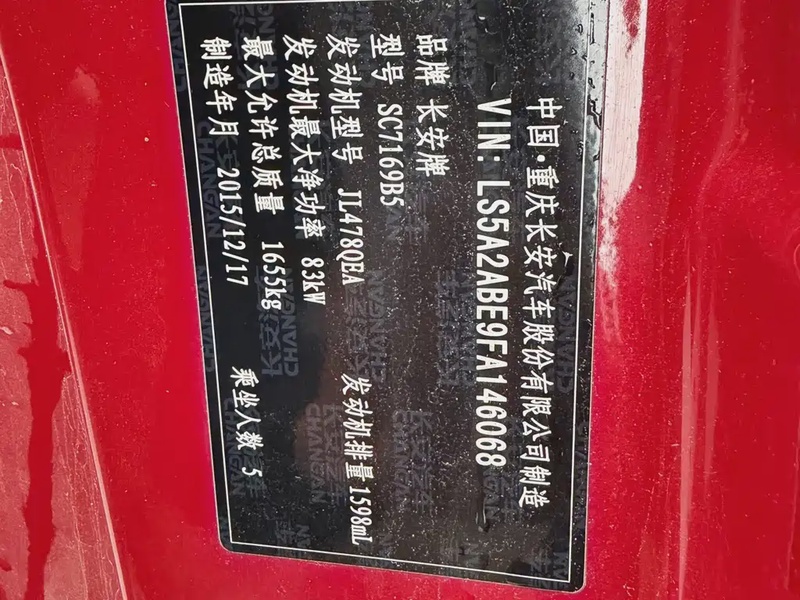 中国·重庆长安汽车股份有限公司制造
VIN: LS5A2ABE9FA146068
品牌 长安牌
型号 SC7169B5
发动机型号 JL478QEA 发动机排量 1598mL
发动机最大净功率 83kW
最大允许总质量 1655kg
制造年月 2015/12/17 乘坐人数 5